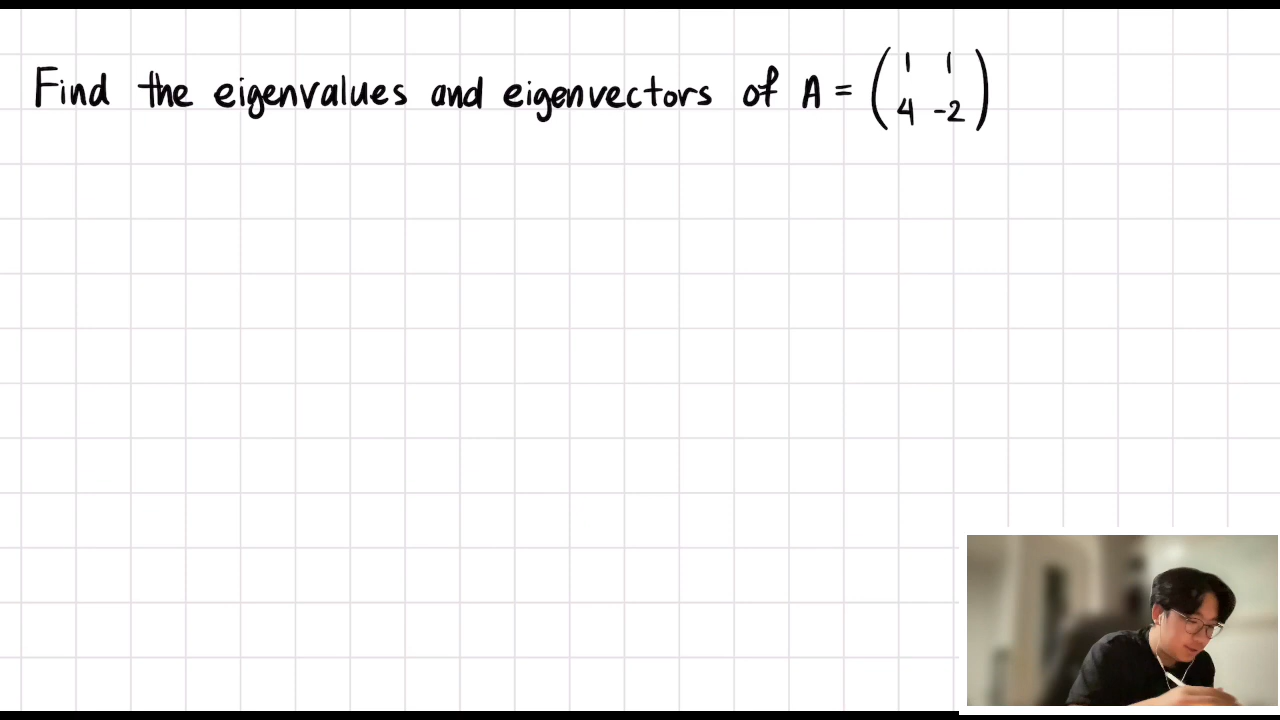 Find the eigenvalues and eigenvectors of A = ( 1 1
4 -2 )